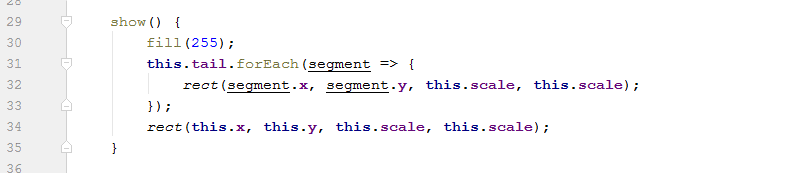 28
29 show() {
30 fill(255);
31 this.tail.forEach(segment => {
32 rect(segment.x, segment.y, this.scale, this.scale);
33 });
34 rect(this.x, this.y, this.scale, this.scale);
35 }
36